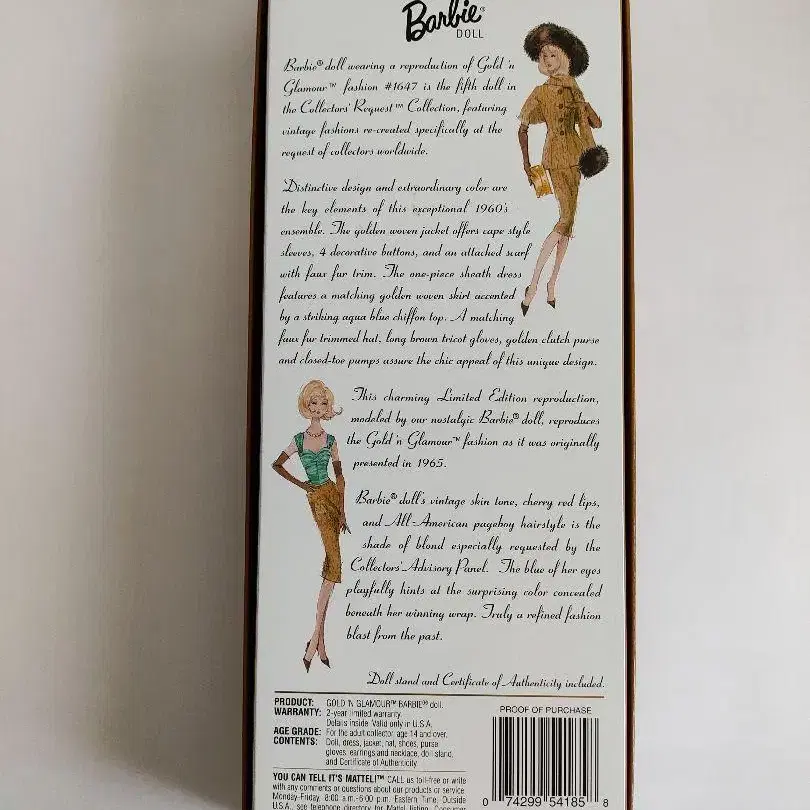 Barbie®
DOLL
Barbie® doll wearing a reproduction of Gold 'n
Glamour™ fashion #1647 is the fifth doll in
the Collectors' Request™ Collection, featuring
vintage fashions re-created specifically at the
request of collectors worldwide.
Distinctive design and extraordinary color are
the key elements of this exceptional 1960's
ensemble. The golden woven jacket offers cape style
sleeves, 4 decorative buttons, and an attached scarf
with faux fur trim. The one-piece sheath dress
features a matching golden woven skirt accented
by a striking aqua blue chiffon top. A matching
faux fur trimmed hat, long brown tricot gloves, golden clutch purse
and closed-toe pumps assure the chic appeal of this unique design.
This charming Limited Edition reproduction,
modeled by our nostalgic Barbie® doll, reproduces
the Gold 'n Glamour™ fashion as it was originally
presented in 1965.
Barbie® doll's vintage skin tone, cherry red lips,
and All-American pageboy hairstyle is the
shade of blond especially requested by the
Collectors' Advisory Panel. The blue of her eyes
playfully hints at the surprising color concealed
beneath her winning wrap. Truly a refined fashion
blast from the past.
Doll stand and Certificate of Authenticity included.
PRODUCT: GOLD 'N GLAMOUR™ BARBIE® doll.
WARRANTY: 2-year limited warranty.
Details inside. Valid only in U.S.A.
AGE GRADE: For the adult collector, age 14 and over.
CONTENTS: Doll, dress, jacket, hat, shoes, purse
gloves, earrings and necklace, doll stand,
and Certificate of Authenticity.
YOU CAN TELL IT'S MATTEL!™ CALL us toll-free or write
with any comments or questions about our products or service.
Monday-Friday, 8:00 a.m.-6:00 p.m. Eastern Time. Outside
U.S.A., see telephone directory for Mattel listing. Consumer
PROOF OF PURCHASE
0 74299 54185 8